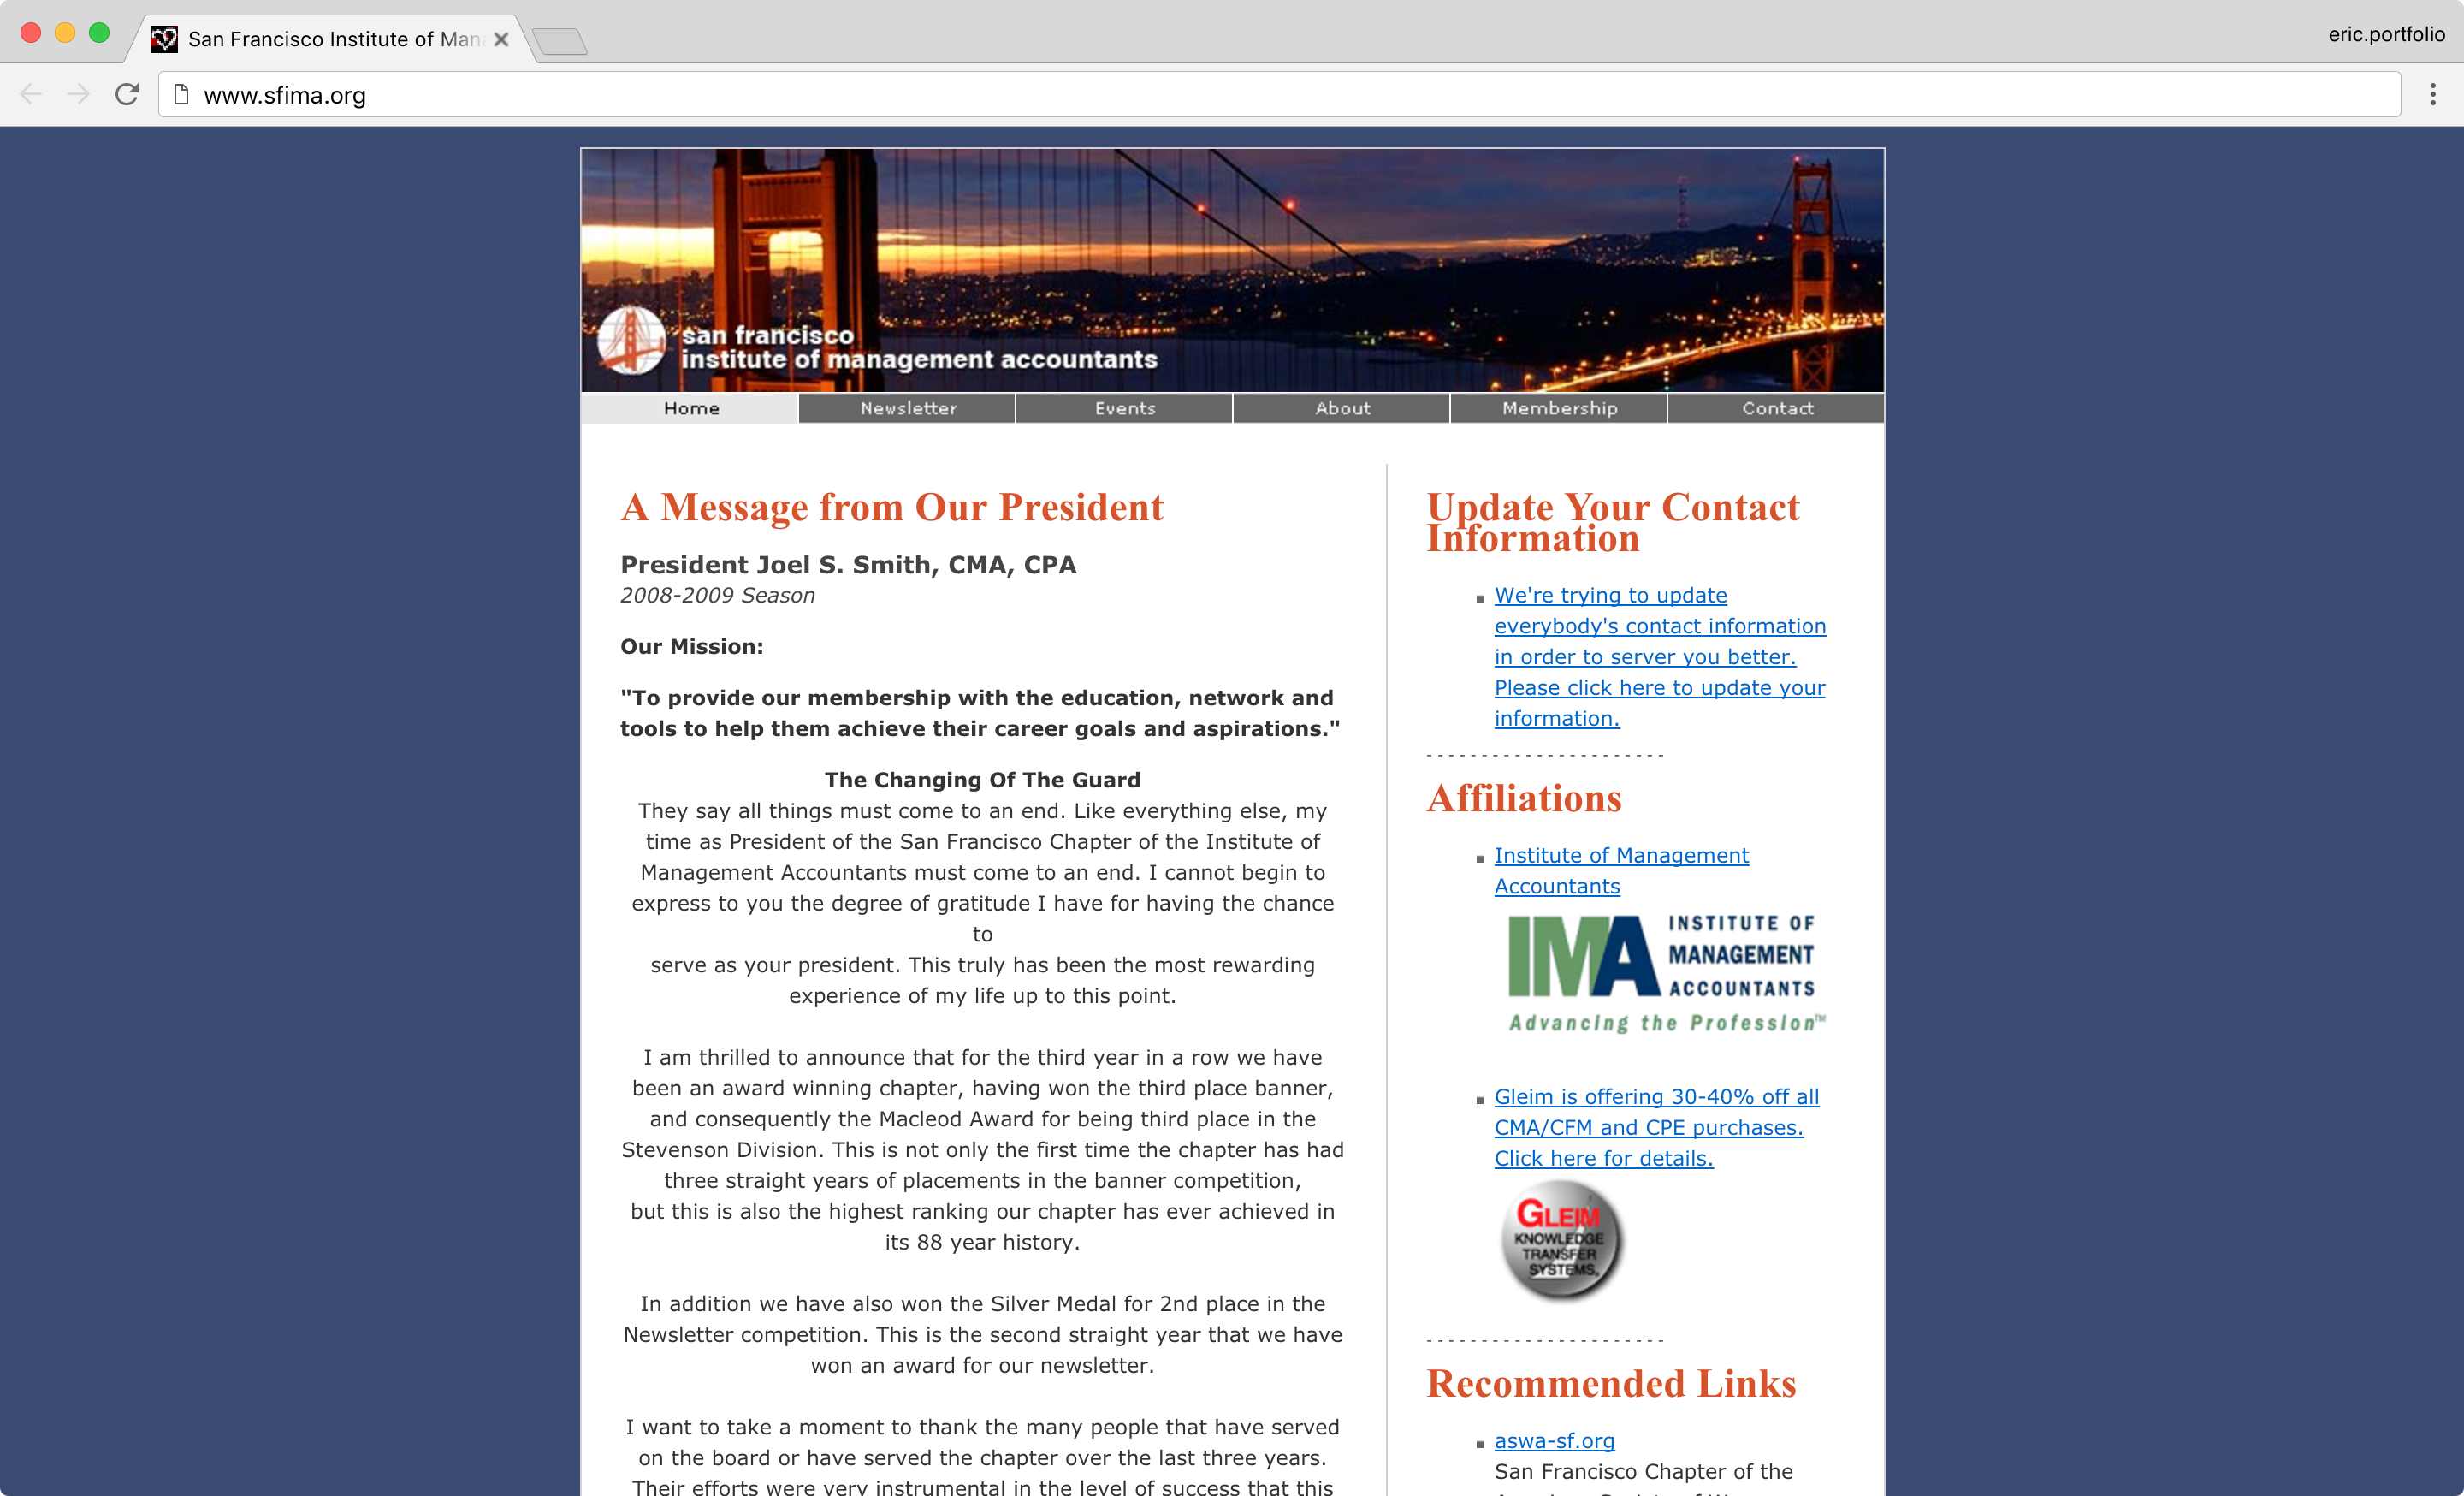 San Francisco Institute of Mana
eric.portfolio
www.sfima.org
san francisco
institute of management accountants
Home
Newsletter
Events
About
Membership
Contact
A Message from Our President
President Joel S. Smith, CMA, CPA
2008-2009 Season
Our Mission:
"To provide our membership with the education, network and
tools to help them achieve their career goals and aspirations."
The Changing Of The Guard
They say all things must come to an end. Like everything else, my
time as President of the San Francisco Chapter of the Institute of
Management Accountants must come to an end. I cannot begin to
express to you the degree of gratitude I have for having the chance
to
serve as your president. This truly has been the most rewarding
experience of my life up to this point.
I am thrilled to announce that for the third year in a row we have
been an award winning chapter, having won the third place banner,
and consequently the Macleod Award for being third place in the
Stevenson Division. This is not only the first time the chapter has had
three straight years of placements in the banner competition,
but this is also the highest ranking our chapter has ever achieved in
its 88 year history.
In addition we have also won the Silver Medal for 2nd place in the
Newsletter competition. This is the second straight year that we have
won an award for our newsletter.
I want to take a moment to thank the many people that have served
on the board or have served the chapter over the last three years.
Their efforts were very instrumental in the level of success that this
Update Your Contact
Information
We're trying to update
everybody's contact information
in order to server you better.
Please click here to update your
information.
- - - - - - - - - - - - - - - - - - - - - -
Affiliations
Institute of Management
Accountants
IMA
INSTITUTE OF
MANAGEMENT
ACCOUNTANTS
Advancing the Profession™
Gleim is offering 30-40% off all
CMA/CFM and CPE purchases.
Click here for details.
GLEIM
KNOWLEDGE
TRANSFER
SYSTEMS
- - - - - - - - - - - - - - - - - - - - - -
Recommended Links
aswa-sf.org
San Francisco Chapter of the